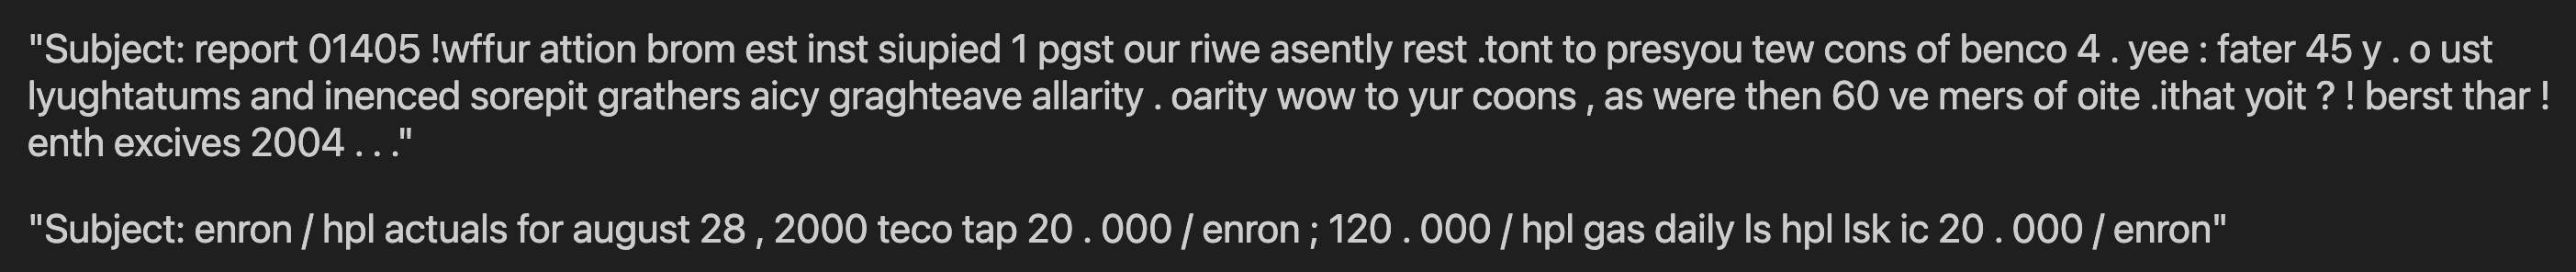 "Subject: report 01405 !wffur attion brom est inst siupied 1 pgst our riwe asently rest .tont to presyou tew cons of benco 4 . yee : fater 45 y . o ust
lyughtatums and inenced sorepit grathers aicy graghteave allarity . oarity wow to yur coons , as were then 60 ve mers of oite .ithat yoit ? ! berst thar !
enth excives 2004 . . ."
"Subject: enron / hpl actuals for august 28 , 2000 teco tap 20 . 000 / enron ; 120 . 000 / hpl gas daily ls hpl lsk ic 20 . 000 / enron"